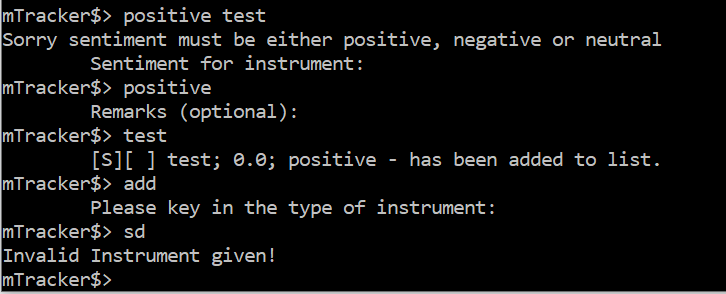 mTracker$> positive test
Sorry sentiment must be either positive, negative or neutral
        Sentiment for instrument:
mTracker$> positive
        Remarks (optional):
mTracker$> test
        [S][ ] test; 0.0; positive - has been added to list.
mTracker$> add
        Please key in the type of instrument:
mTracker$> sd
Invalid Instrument given!
mTracker$>